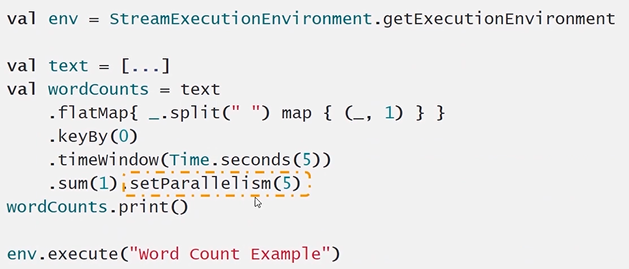 val env = StreamExecutionEnvironment.getExecutionEnvironment
val text = [...]
val wordCounts = text
.flatMap{ _.split(" ") map { (_, 1) } }
.keyBy(0)
.timeWindow(Time.seconds(5))
.sum(1).setParallelism(5)
wordCounts.print()
env.execute("Word Count Example")